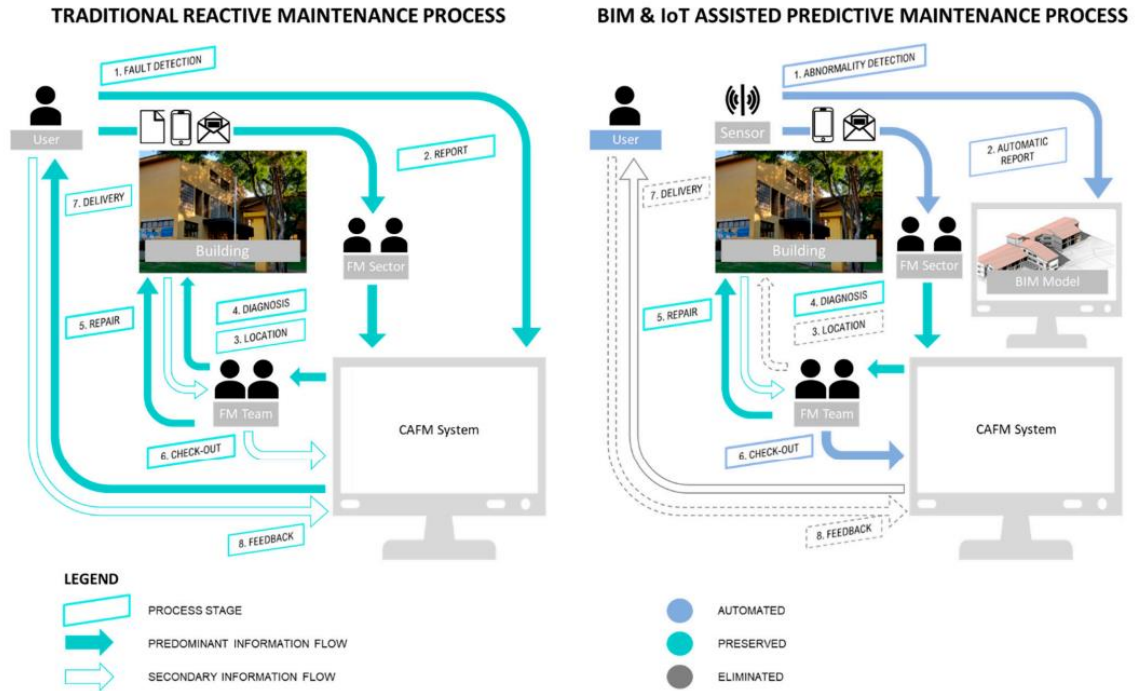 TRADITIONAL REACTIVE MAINTENANCE PROCESS
1. FAULT DETECTION
User
2. REPORT
7. DELIVERY
Building
FM Sector
4. DIAGNOSIS
5. REPAIR
3. LOCATION
FM Team
CAFM System
6. CHECK-OUT
8. FEEDBACK
BIM & IoT ASSISTED PREDICTIVE MAINTENANCE PROCESS
1. ABNORMALITY DETECTION
User
Sensor
2. AUTOMATIC
REPORT
7. DELIVERY
Building
FM Sector
BIM Model
4. DIAGNOSIS
5. REPAIR
3. LOCATION
FM Team
CAFM System
6. CHECK-OUT
8. FEEDBACK
LEGEND
PROCESS STAGE
PREDOMINANT INFORMATION FLOW
SECONDARY INFORMATION FLOW
AUTOMATED
PRESERVED
ELIMINATED